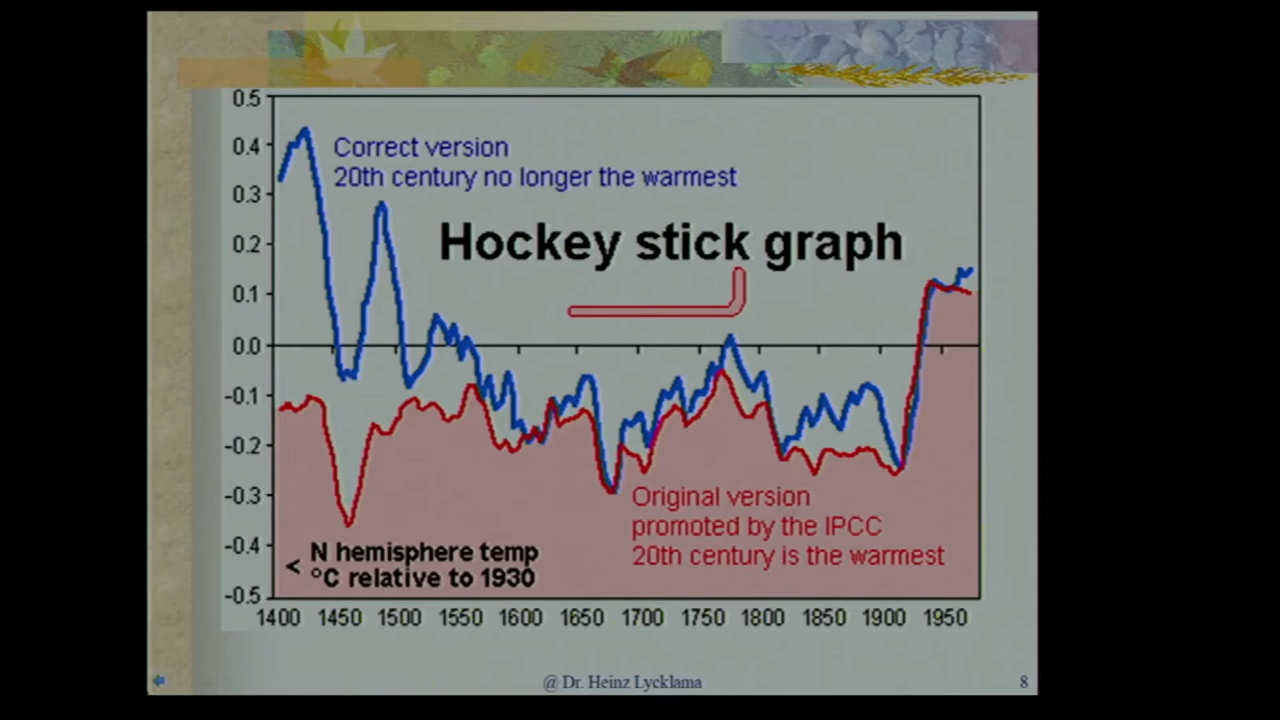 0.5
0.4
0.3
0.2
0.1
0.0
-0.1
-0.2
-0.3
-0.4
-0.5
Correct version
20th century no longer the warmest
Hockey stick graph
Original version
promoted by the IPCC
20th century is the warmest
N hemisphere temp
< °C relative to 1930
1400 1450 1500 1550 1600 1650 1700 1750 1800 1850 1900 1950
@ Dr. Heinz Lycklama 8